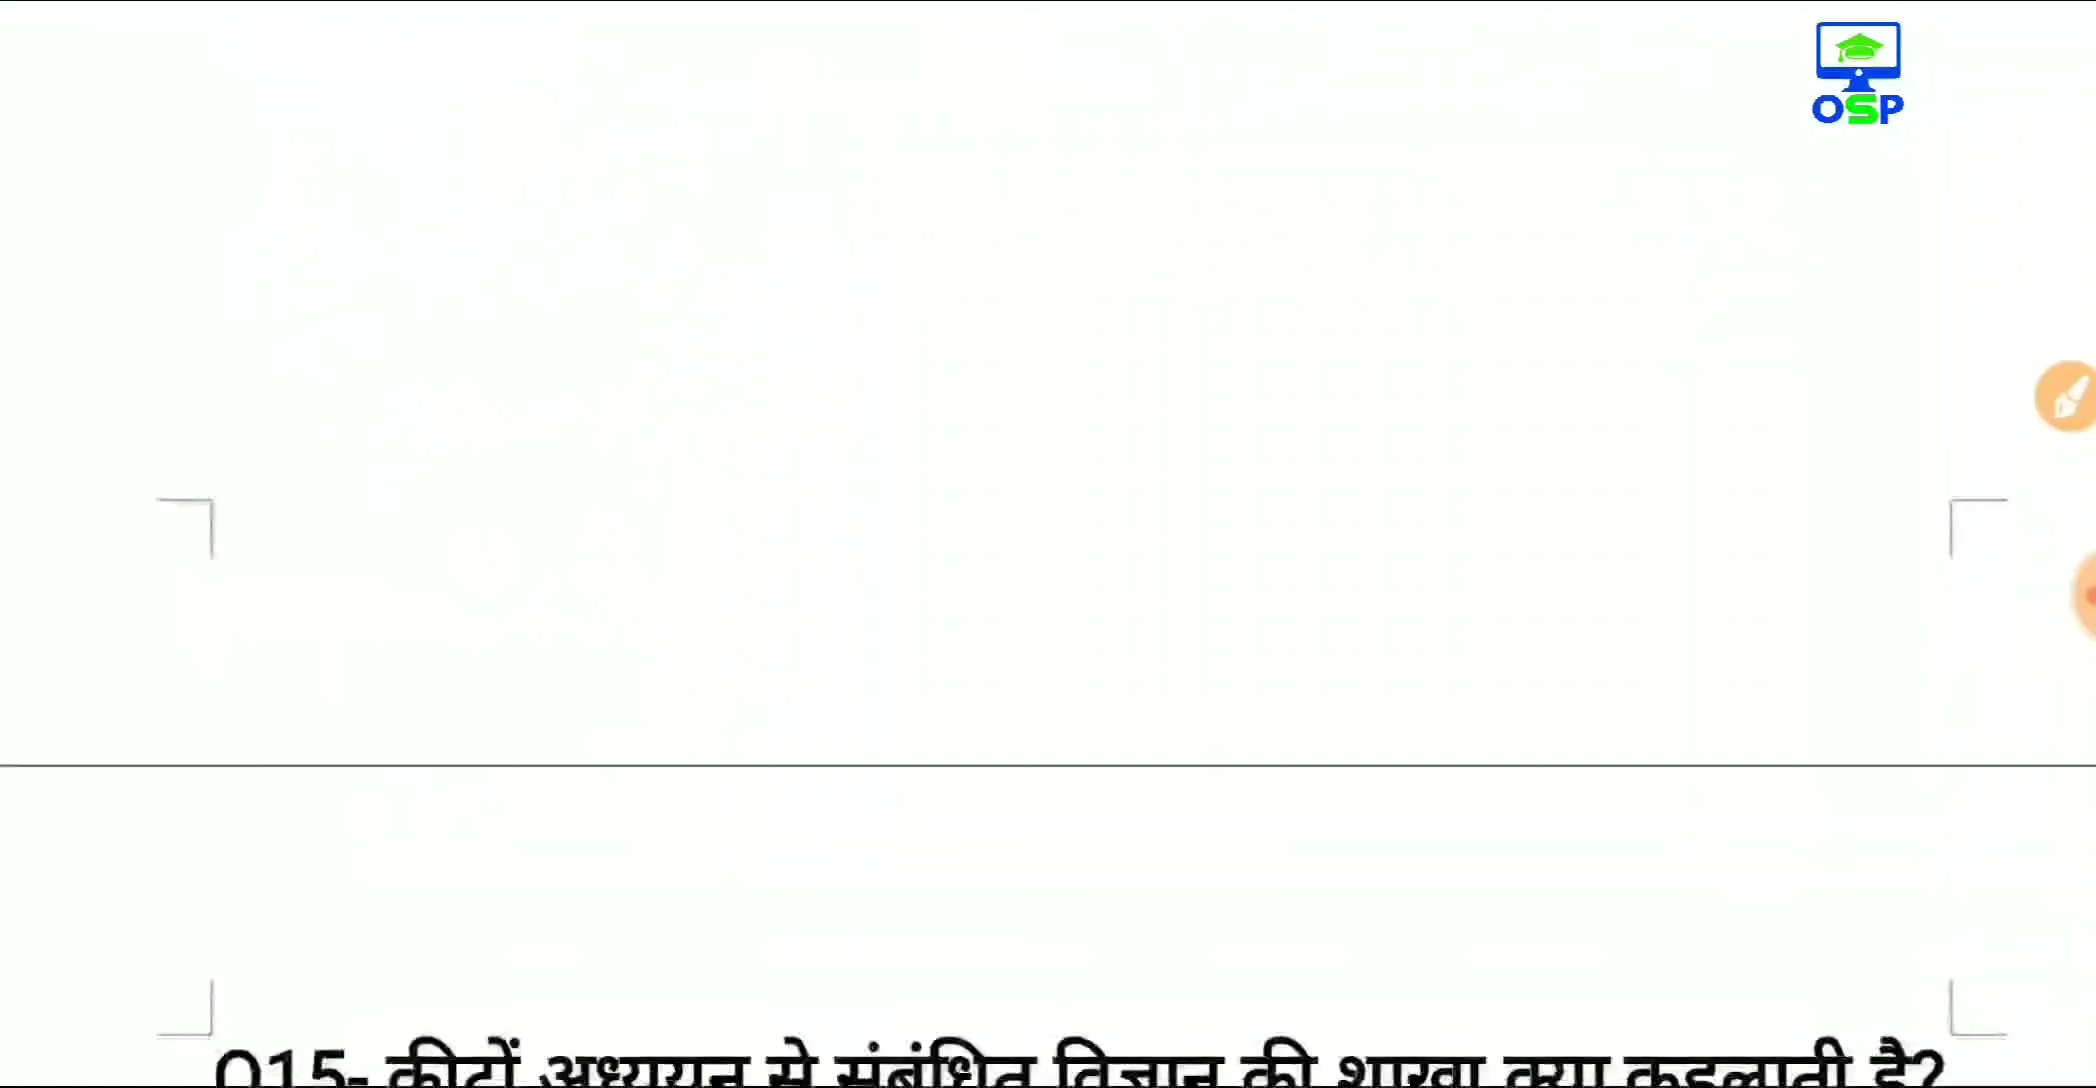 OSP
Q15- कीटों अध्ययन से संबंधित विज्ञान की शाखा क्या कहलाती है?